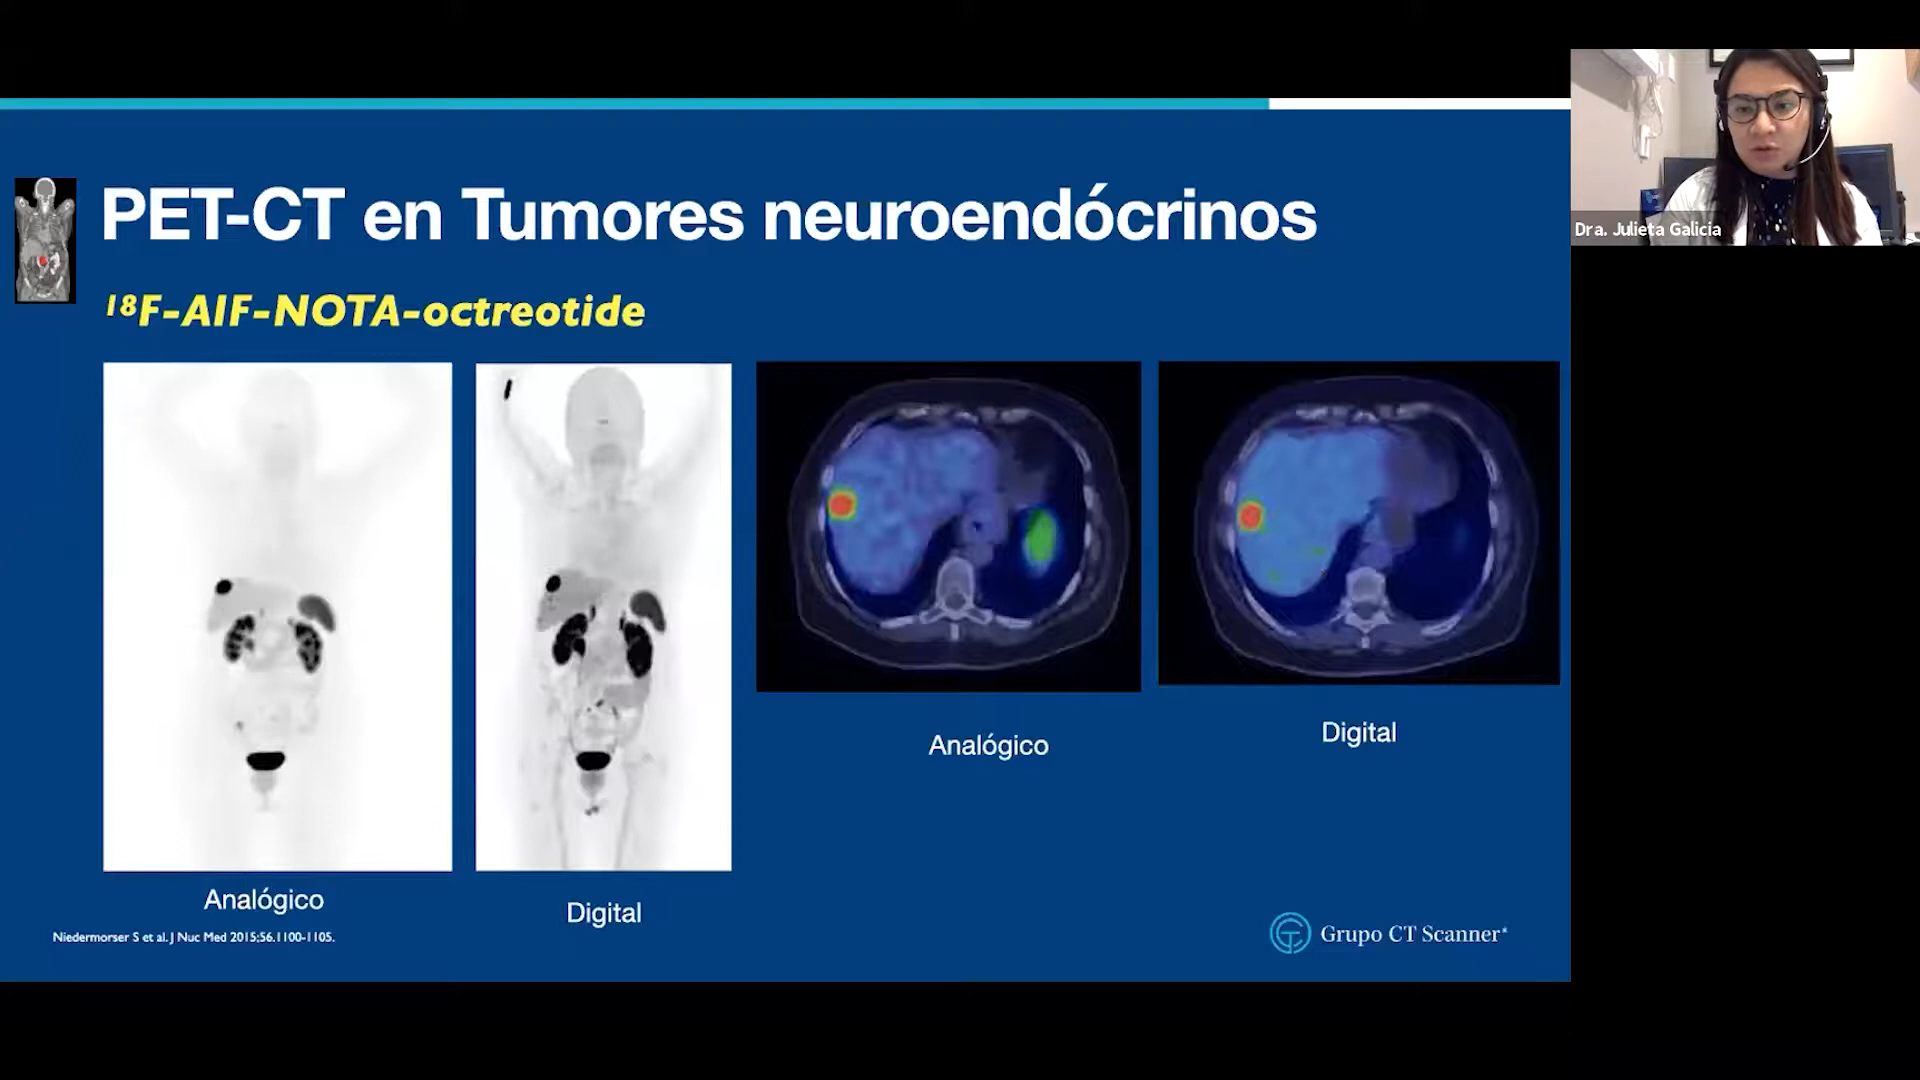 PET-CT en Tumores neuroendócrinos
¹⁸F-AIF-NOTA-octreotide
Analógico
Digital
Analógico
Digital
Niedermorser S et al. J Nuc Med 2015;56.1100-1105.
Grupo CT Scanner*
Dra. Julieta Galicia